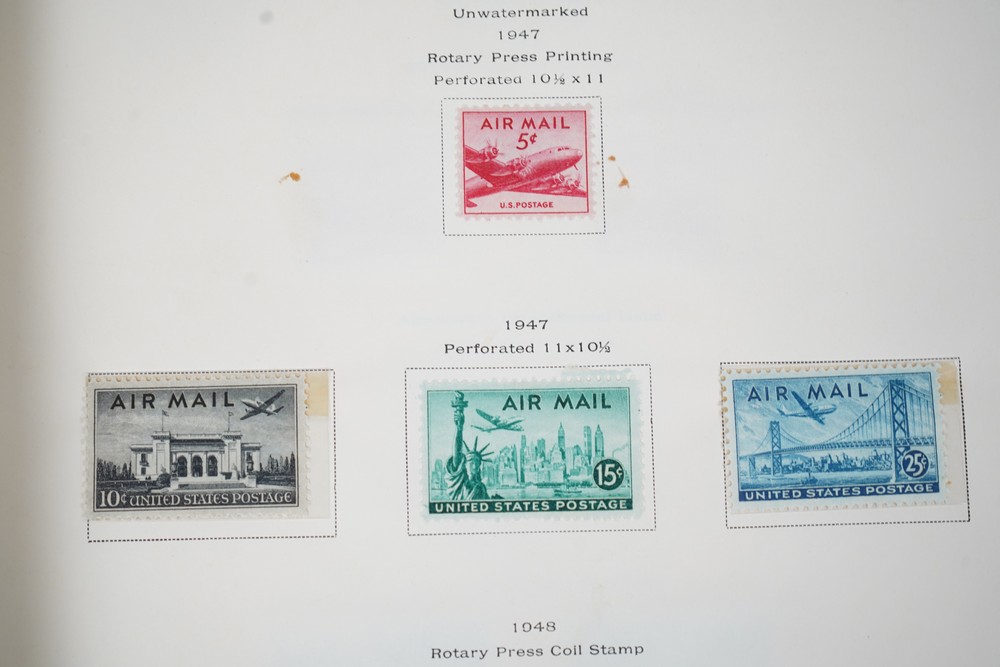 Unwatermarked
1947
Rotary Press Printing
Perforated 10½ x 11
AIR MAIL
5¢
U.S. POSTAGE
1947
Perforated 11x10½
AIR MAIL
10¢ UNITED STATES POSTAGE
AIR MAIL
15¢
UNITED STATES POSTAGE
AIR MAIL
25¢
UNITED STATES POSTAGE
1948
Rotary Press Coil Stamp